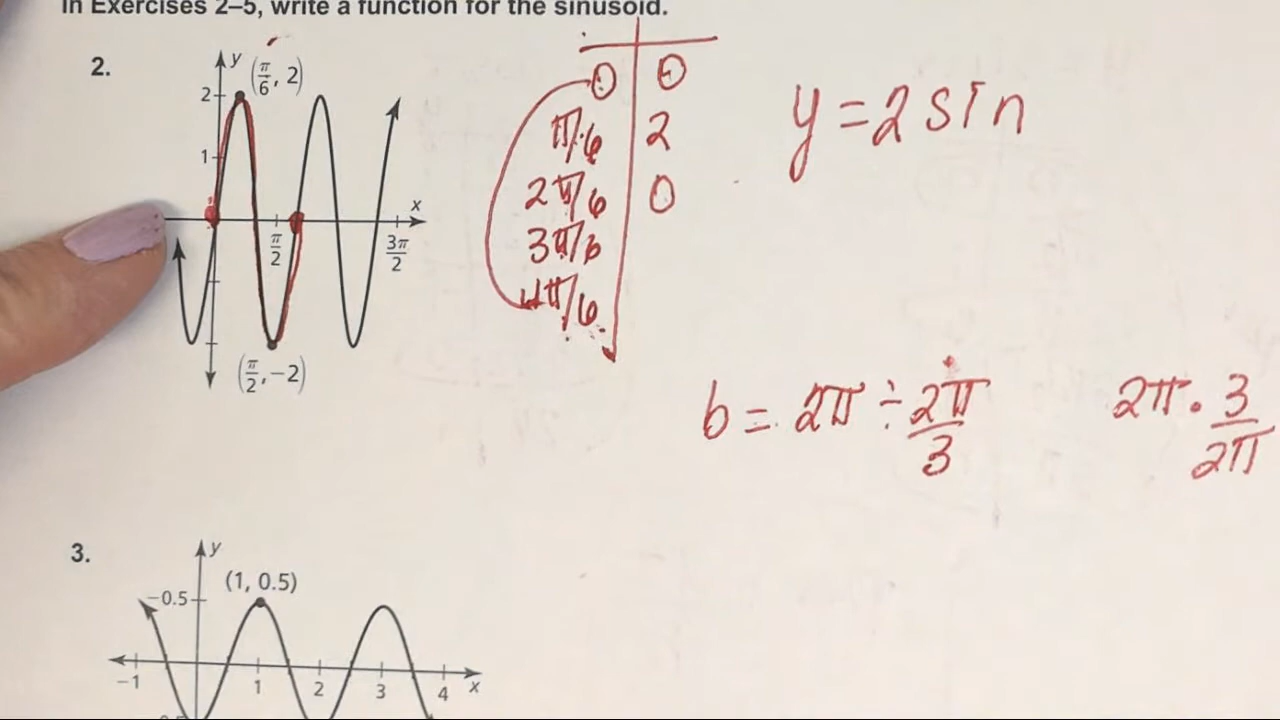 In Exercises 2–5, write a function for the sinusoid.
2.
y
(π/6, 2)
2
1
x
π/2
3π/2
(π/2, −2)
0 0
π/6 2
2π/6 0
3π/6
4π/6
y = 2 sin
b = 2π ÷ 2π/3
2π · 3/2π
3.
y
(1, 0.5)
0.5
−1 1 2 3 4 x